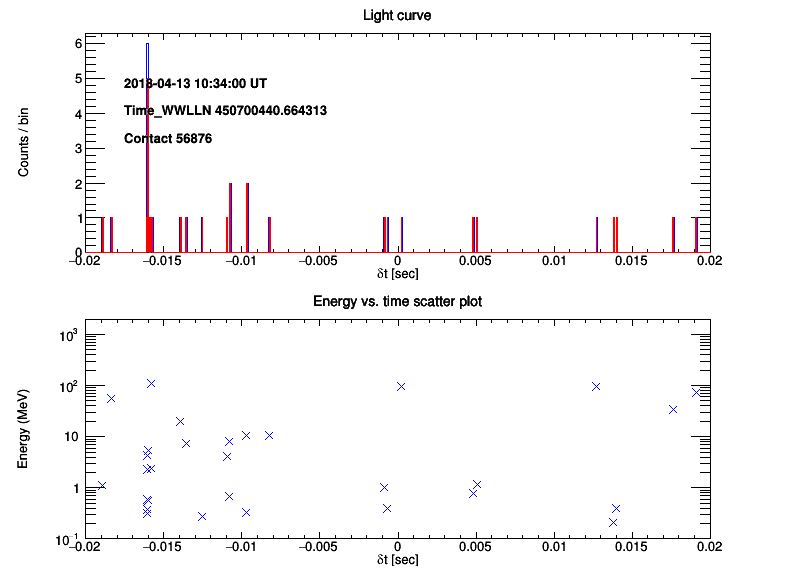 Light curve
Counts / bin
6
5
4
3
2
1
0
2018-04-13 10:34:00 UT
Time_WWLLN 450700440.664313
Contact 56876
−0.02 −0.015 −0.01 −0.005 0 0.005 0.01 0.015 0.02
δt [sec]
Energy vs. time scatter plot
Energy (MeV)
10³
10²
10
1
10⁻¹
−0.02 −0.015 −0.01 −0.005 0 0.005 0.01 0.015 0.02
δt [sec]